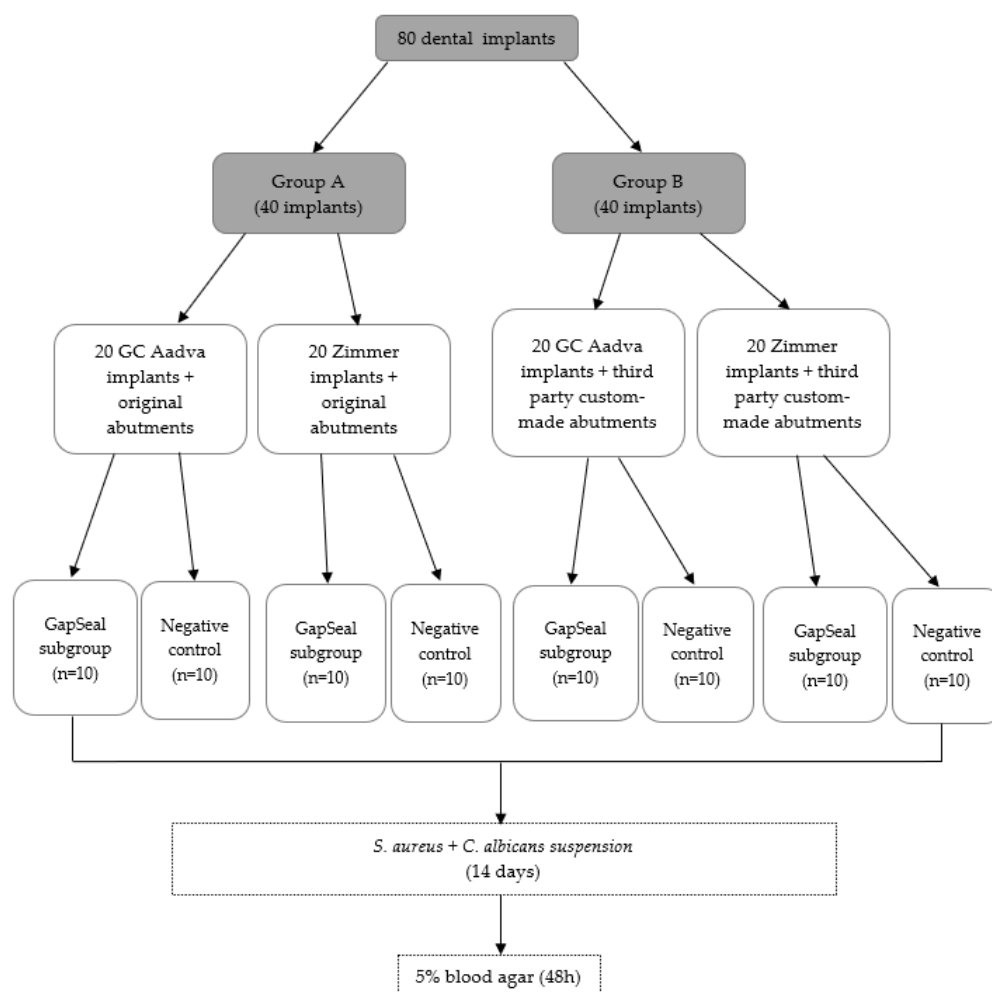 80 dental implants
Group A
(40 implants)
Group B
(40 implants)
20 GC Aadva
implants +
original
abutments
20 Zimmer
implants +
original
abutments
20 GC Aadva
implants + third
party custom-
made abutments
20 Zimmer
implants + third
party custom-
made abutments
GapSeal
subgroup
(n=10)
Negative
control
(n=10)
GapSeal
subgroup
(n=10)
Negative
control
(n=10)
GapSeal
subgroup
(n=10)
Negative
control
(n=10)
GapSeal
subgroup
(n=10)
Negative
control
(n=10)
S. aureus + C. albicans suspension
(14 days)
5% blood agar (48h)